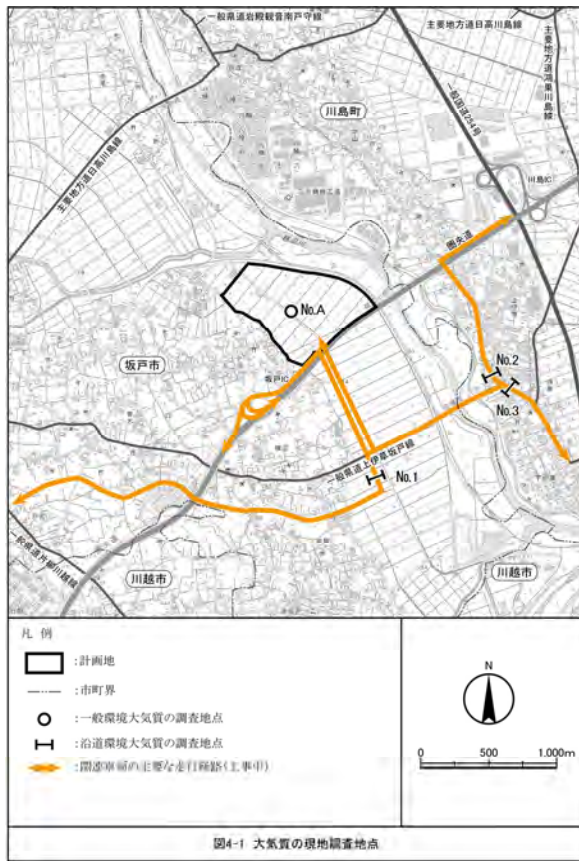 一般県道岩殿観音南戸守線
主要地方道日高川島線
主要地方道鴻巣川島線
一般国道254号
川島町
主要地方道日高川島線
川島IC
圏央道
No.A
坂戸市
坂戸IC
No.2
No.3
一般県道上伊草坂戸線
No.1
一般県道片柳川越線
川越市
川越市
凡 例
:計画地
:市町界
:一般環境大気質の調査地点
:沿道環境大気質の調査地点
:関連車両の主要な走行経路(工事中)
N
0 500 1,000m
図4-1 大気質の現地調査地点